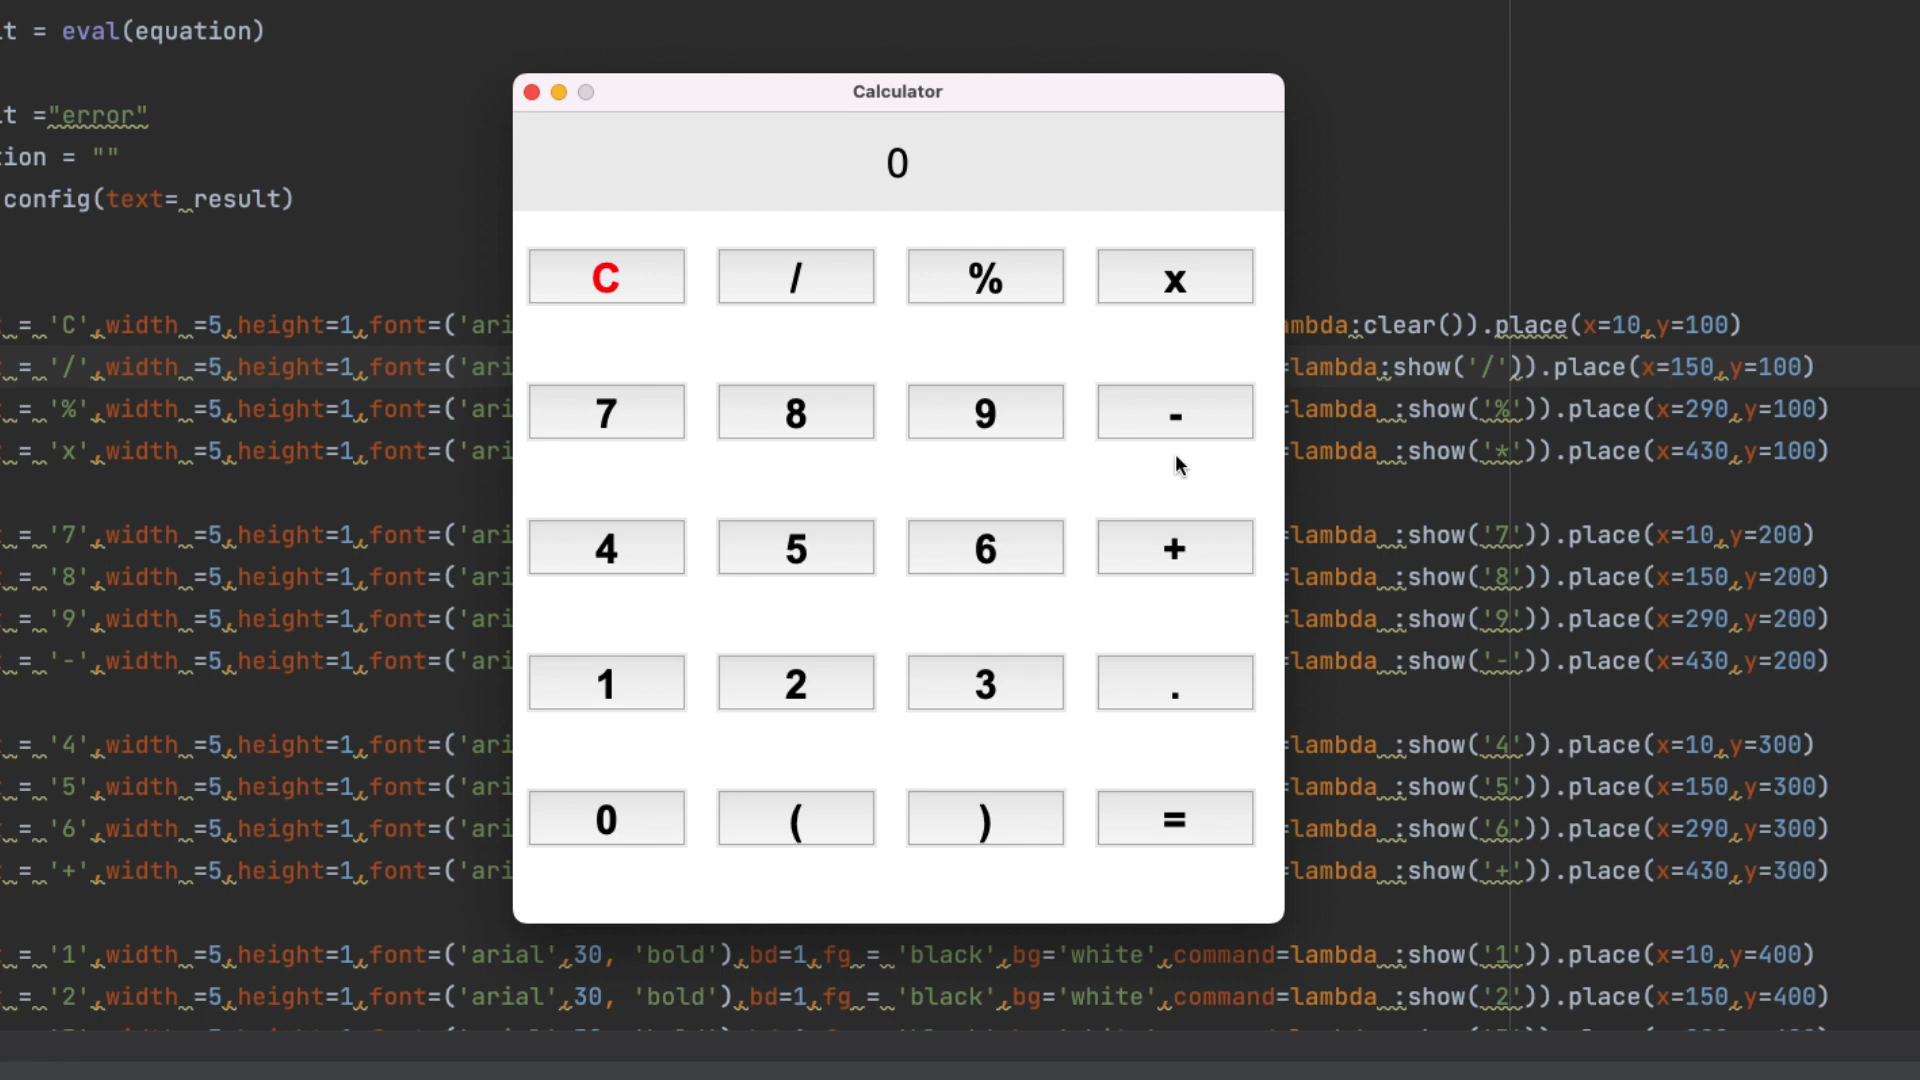 lt = eval(equation)
lt ="error"
tion = ""
config(text= result)
Calculator
0
C / % x
7 8 9 -
4 5 6 +
1 2 3 .
0 ( ) =
= 'C',width =5,height=1,font=('ari
mbda:clear()).place(x=10,y=100)
= '/',width =5,height=1,font=('ari
=lambda:show('/')).place(x=150,y=100)
= '%',width =5,height=1,font=('ari
=lambda :show('%')).place(x=290,y=100)
= 'x',width =5,height=1,font=('ari
=lambda :show('*')).place(x=430,y=100)
= '7',width =5,height=1,font=('ari
=lambda :show('7')).place(x=10,y=200)
= '8',width =5,height=1,font=('ari
=lambda :show('8')).place(x=150,y=200)
= '9',width =5,height=1,font=('ari
=lambda :show('9')).place(x=290,y=200)
= '-',width =5,height=1,font=('ari
=lambda :show('-')).place(x=430,y=200)
= '4',width =5,height=1,font=('ari
=lambda :show('4')).place(x=10,y=300)
= '5',width =5,height=1,font=('ari
=lambda :show('5')).place(x=150,y=300)
= '6',width =5,height=1,font=('ari
=lambda :show('6')).place(x=290,y=300)
= '+',width =5,height=1,font=('ari
=lambda :show('+')).place(x=430,y=300)
= '1',width =5,height=1,font=('arial',30, 'bold'),bd=1,fg = 'black',bg='white',command=lambda :show('1')).place(x=10,y=400)
= '2',width =5,height=1,font=('arial',30, 'bold'),bd=1,fg = 'black',bg='white',command=lambda :show('2')).place(x=150,y=400)